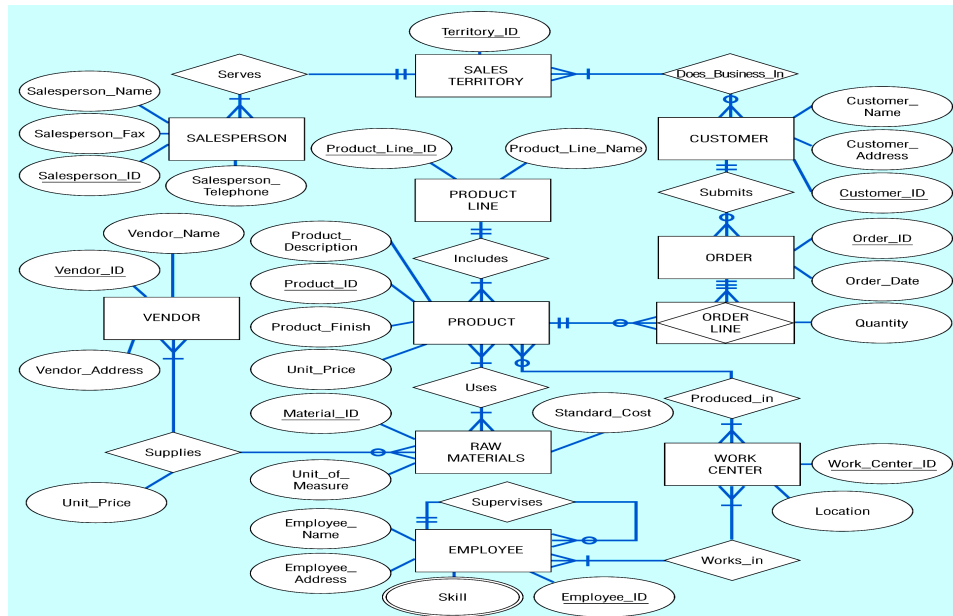 Territory_ID
Serves
SALES
TERRITORY
Does_Business_In
Salesperson_Name
Salesperson_Fax
Salesperson_ID
SALESPERSON
Salesperson_
Telephone
Product_Line_ID
Product_Line_Name
PRODUCT
LINE
CUSTOMER
Customer_
Name
Customer_
Address
Customer_ID
Submits
Vendor_Name
Vendor_ID
VENDOR
Vendor_Address
Product_
Description
Product_ID
Product_Finish
Unit_Price
Includes
PRODUCT
ORDER
Order_ID
Order_Date
ORDER
LINE
Quantity
Uses
Produced_in
Material_ID
Standard_Cost
Supplies
RAW
MATERIALS
Unit_of_
Measure
Unit_Price
WORK
CENTER
Work_Center_ID
Location
Supervises
Employee_
Name
EMPLOYEE
Works_in
Employee_
Address
Skill
Employee_ID